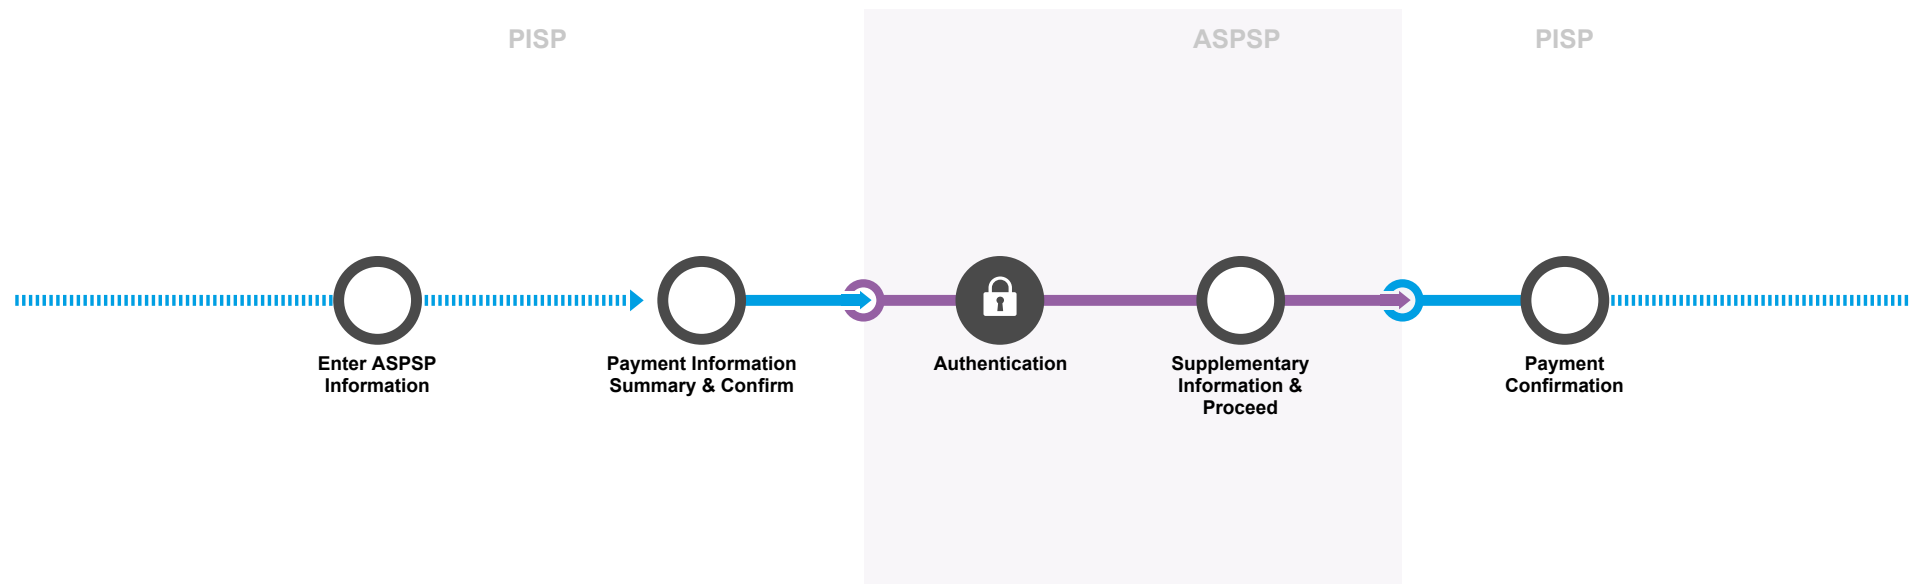 PISP
ASPSP
PISP
Enter ASPSP
Information
Payment Information
Summary & Confirm
Authentication
Supplementary
Information &
Proceed
Payment
Confirmation